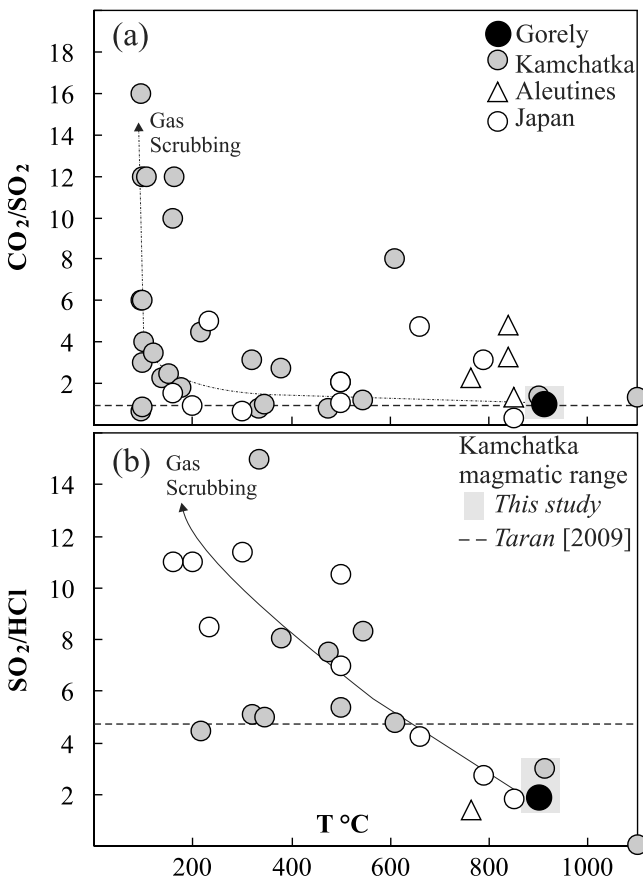 (a)
18
16
14
12
10
8
6
4
2
CO2/SO2
Gas
Scrubbing
Gorely
Kamchatka
Aleutines
Japan
(b)
14
12
10
8
6
4
2
SO2/HCl
Gas
Scrubbing
Kamchatka
magmatic range
This study
Taran [2009]
T °C
200
400
600
800
1000